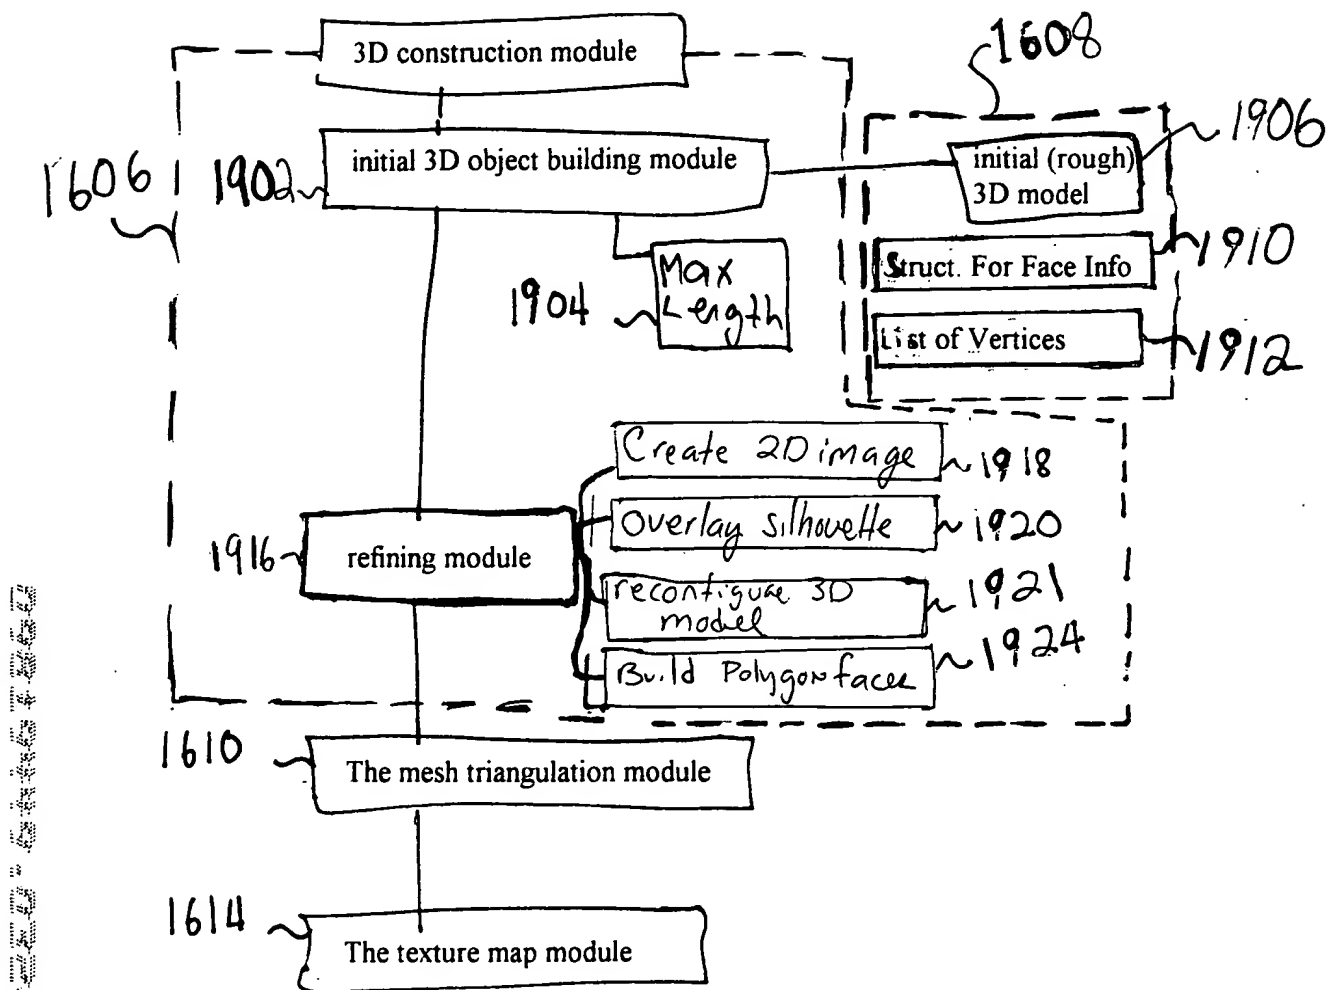 3D construction module
1608
1606
1902
initial 3D object building module
initial (rough)
3D model
1906
Struct. For Face Info
1910
Max
Length
1904
List of Vertices
1912
Create 2D image
1918
Overlay silhouette
1920
1916
refining module
reconfigure 3D
model
1921
Build Polygon faces
1924
1610
The mesh triangulation module
1614
The texture map module